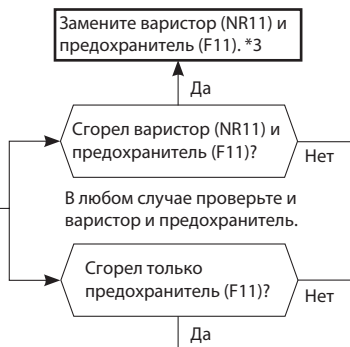 Замените варистор (NR11) и
предохранитель (F11). *3
Да
Сгорел варистор (NR11) и
предохранитель (F11)?
Нет
В любом случае проверьте и
варистор и предохранитель.
Сгорел только
предохранитель (F11)?
Нет
Да